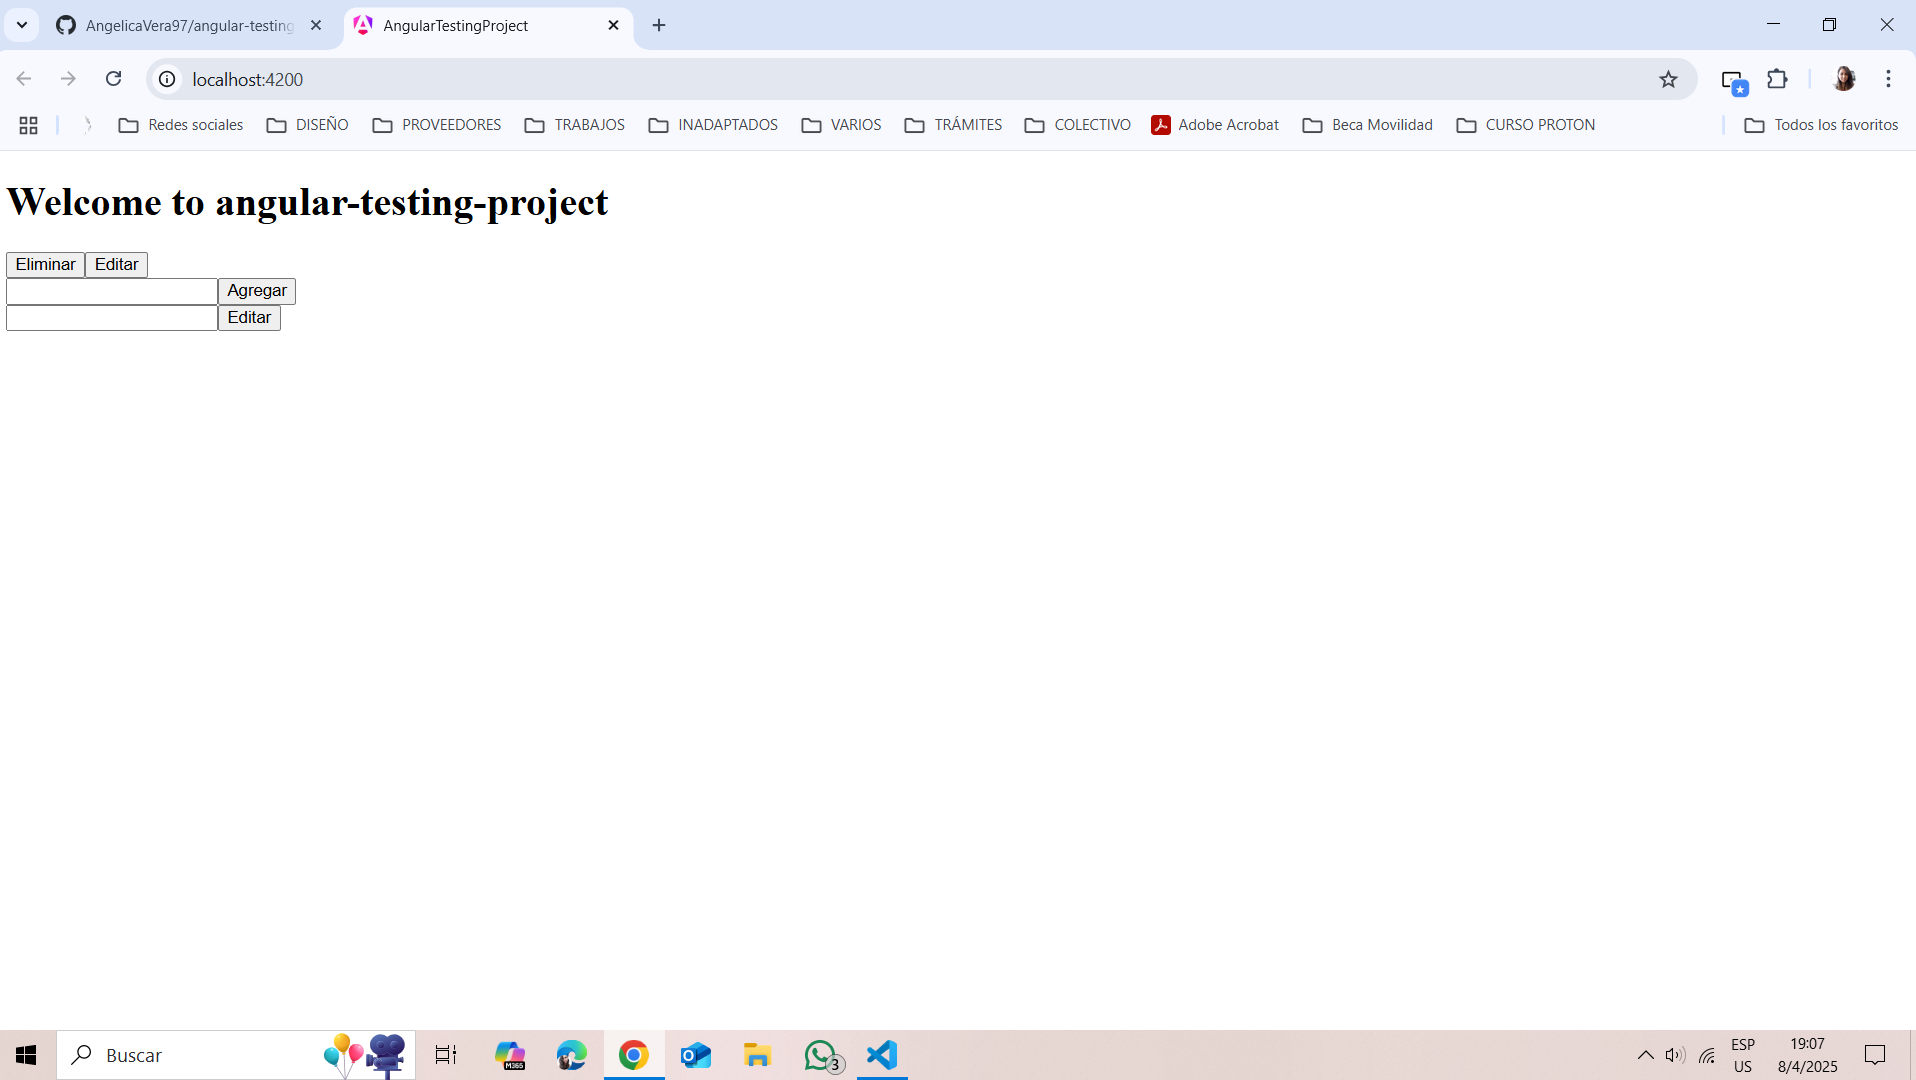 AngelicaVera97/angular-testing
AngularTestingProject
localhost:4200
Redes sociales
DISEÑO
PROVEEDORES
TRABAJOS
INADAPTADOS
VARIOS
TRÁMITES
COLECTIVO
Adobe Acrobat
Beca Movilidad
CURSO PROTON
Todos los favoritos
Welcome to angular-testing-project
Eliminar Editar
Agregar
Editar
Buscar
M365
3
ESP
US
19:07
8/4/2025